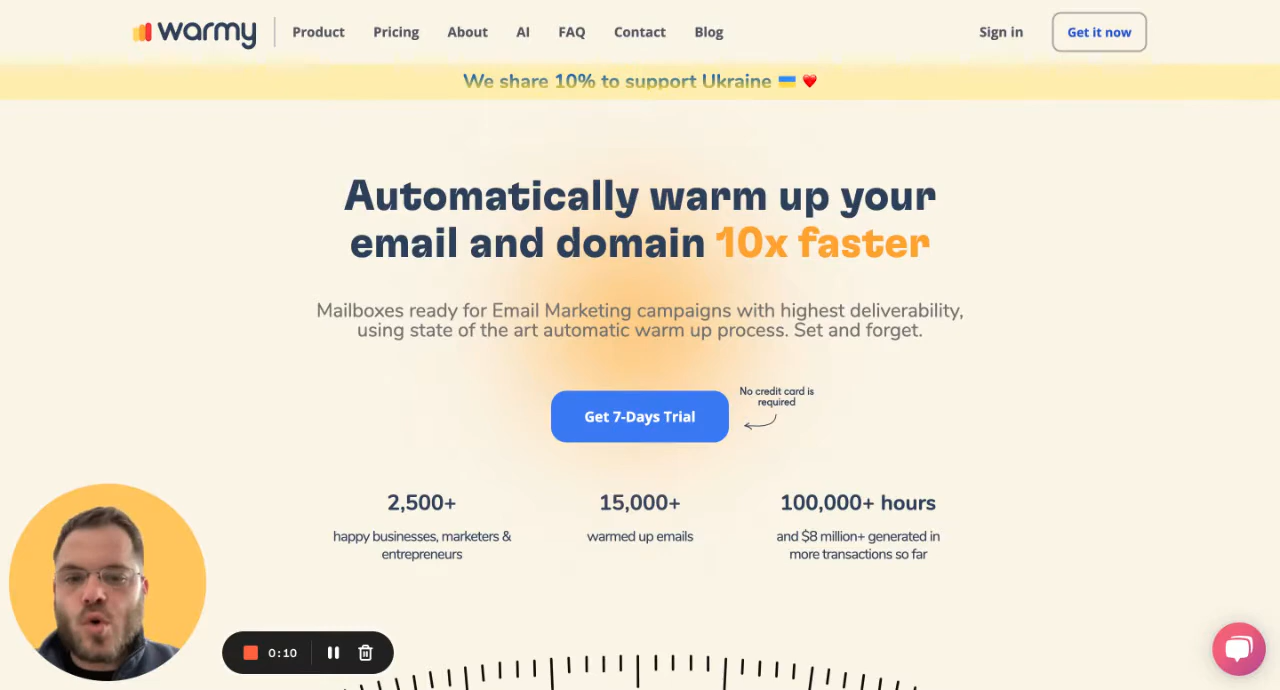 warmy
Product Pricing About AI FAQ Contact Blog Sign in Get it now
We share 10% to support Ukraine
Automatically warm up your
email and domain 10x faster
Mailboxes ready for Email Marketing campaigns with highest deliverability,
using state of the art automatic warm up process. Set and forget.
Get 7-Days Trial
No credit card is
required
2,500+
happy businesses, marketers &
entrepreneurs
15,000+
warmed up emails
100,000+ hours
and $8 million+ generated in
more transactions so far
0:10